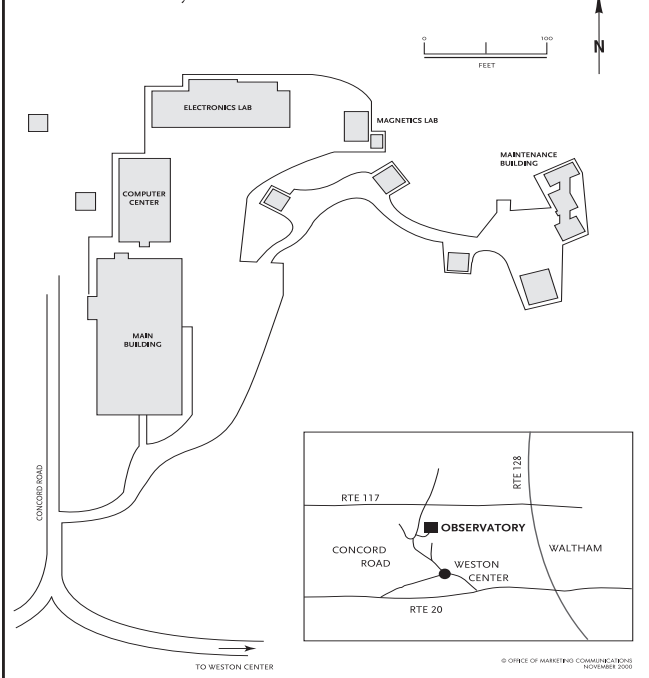 0
100
FEET
N
ELECTRONICS LAB
MAGNETICS LAB
MAINTENANCE
BUILDING
COMPUTER
CENTER
MAIN
BUILDING
CONCORD ROAD
RTE 128
RTE 117
OBSERVATORY
CONCORD
ROAD
WALTHAM
WESTON
CENTER
RTE 20
TO WESTON CENTER
© OFFICE OF MARKETING COMMUNICATIONS
NOVEMBER 2000